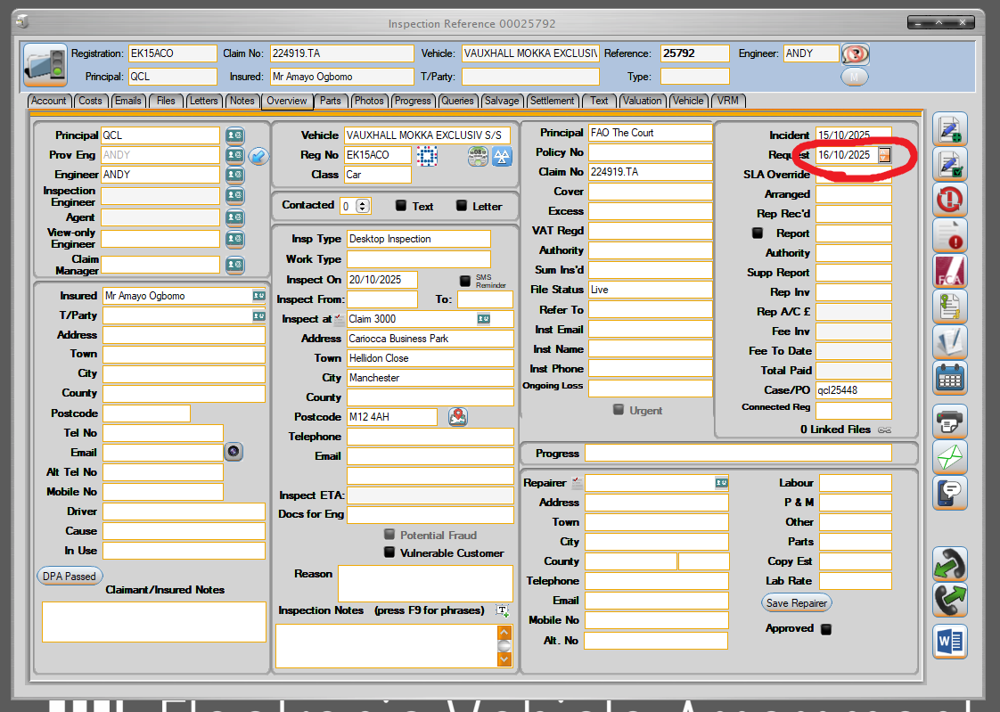 Inspection Reference 00025792
Registration: EK15ACO Claim No: 224919.TA Vehicle: VAUXHALL MOKKA EXCLUSIV Reference: 25792 Engineer: ANDY
Principal: QCL Insured: Mr Amayo Ogbomo T/Party: Type: M
Account Costs Emails Files Letters Notes Overview Parts Photos Progress Queries Salvage Settlement Text Valuation Vehicle VRM
Principal QCL
Prov Eng ANDY
Engineer ANDY
Inspection
Engineer
Agent
View-only
Engineer
Claim
Manager
Insured Mr Amayo Ogbomo
T/Party
Address
Town
City
County
Postcode
Tel No
Email
Alt Tel No
Mobile No
Driver
Cause
In Use
DPA Passed
Claimant/Insured Notes
Vehicle VAUXHALL MOKKA EXCLUSIV S/S
Reg No EK15ACO
Class Car
Contacted 0 Text Letter
Insp Type Desktop Inspection
Work Type
Inspect On 20/10/2025 SMS
Reminder
Inspect From: To:
Inspect at Claim 3000
Address Cariocca Business Park
Town Hellidon Close
City Manchester
County
Postcode M12 4AH
Telephone
Email
Inspect ETA:
Docs for Eng
Potential Fraud
Vulnerable Customer
Reason
Inspection Notes (press F9 for phrases)
Principal FAO The Court
Policy No
Claim No 224919.TA
Cover
Excess
VAT Regd
Authority
Sum Ins'd
File Status Live
Refer To
Inst Email
Inst Name
Inst Phone
Ongoing Loss
Urgent
Incident 15/10/2025
Request 16/10/2025
SLA Override
Arranged
Rep Rec'd
Report
Authority
Supp Report
Rep Inv
Rep A/C £
Fee Inv
Fee To Date
Total Paid
Case/PO qcl25448
Connected Reg
0 Linked Files
Progress
Repairer
Address
Town
City
County
Telephone
Email
Mobile No
Alt. No
Labour
P & M
Other
Parts
Copy Est
Lab Rate
Save Repairer
Approved
FCA